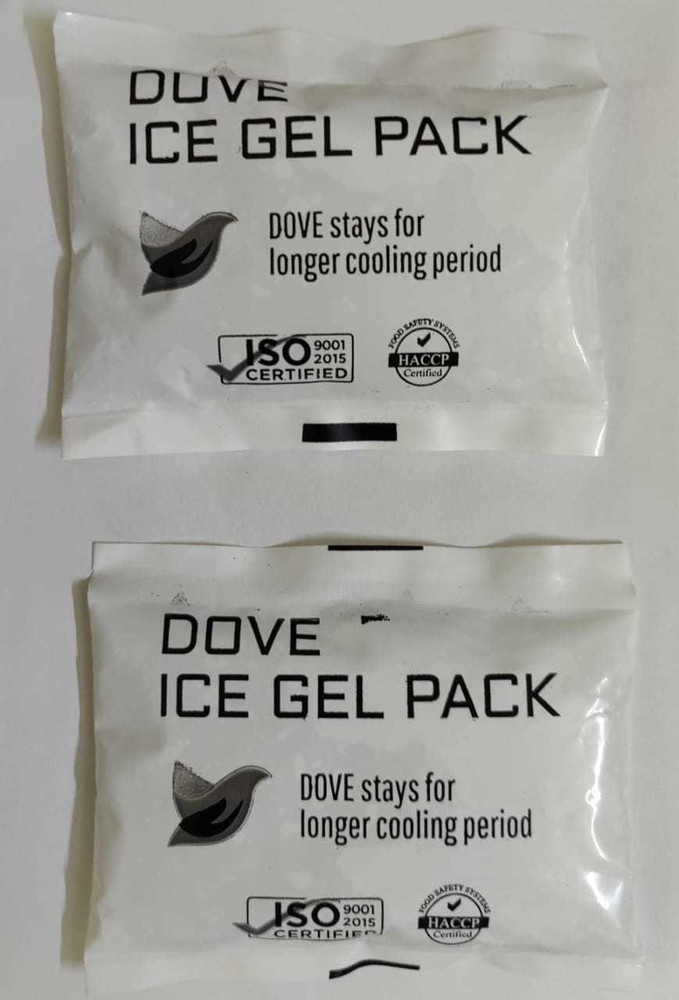 DOVE
ICE GEL PACK
DOVE stays for
longer cooling period
ISO 9001
2015
CERTIFIED
FOOD SAFETY SYSTEMS
HACCP
Certified
DOVE
ICE GEL PACK
DOVE stays for
longer cooling period
ISO 9001
2015
CERTIFIED
FOOD SAFETY SYSTEMS
HACCP
Certified